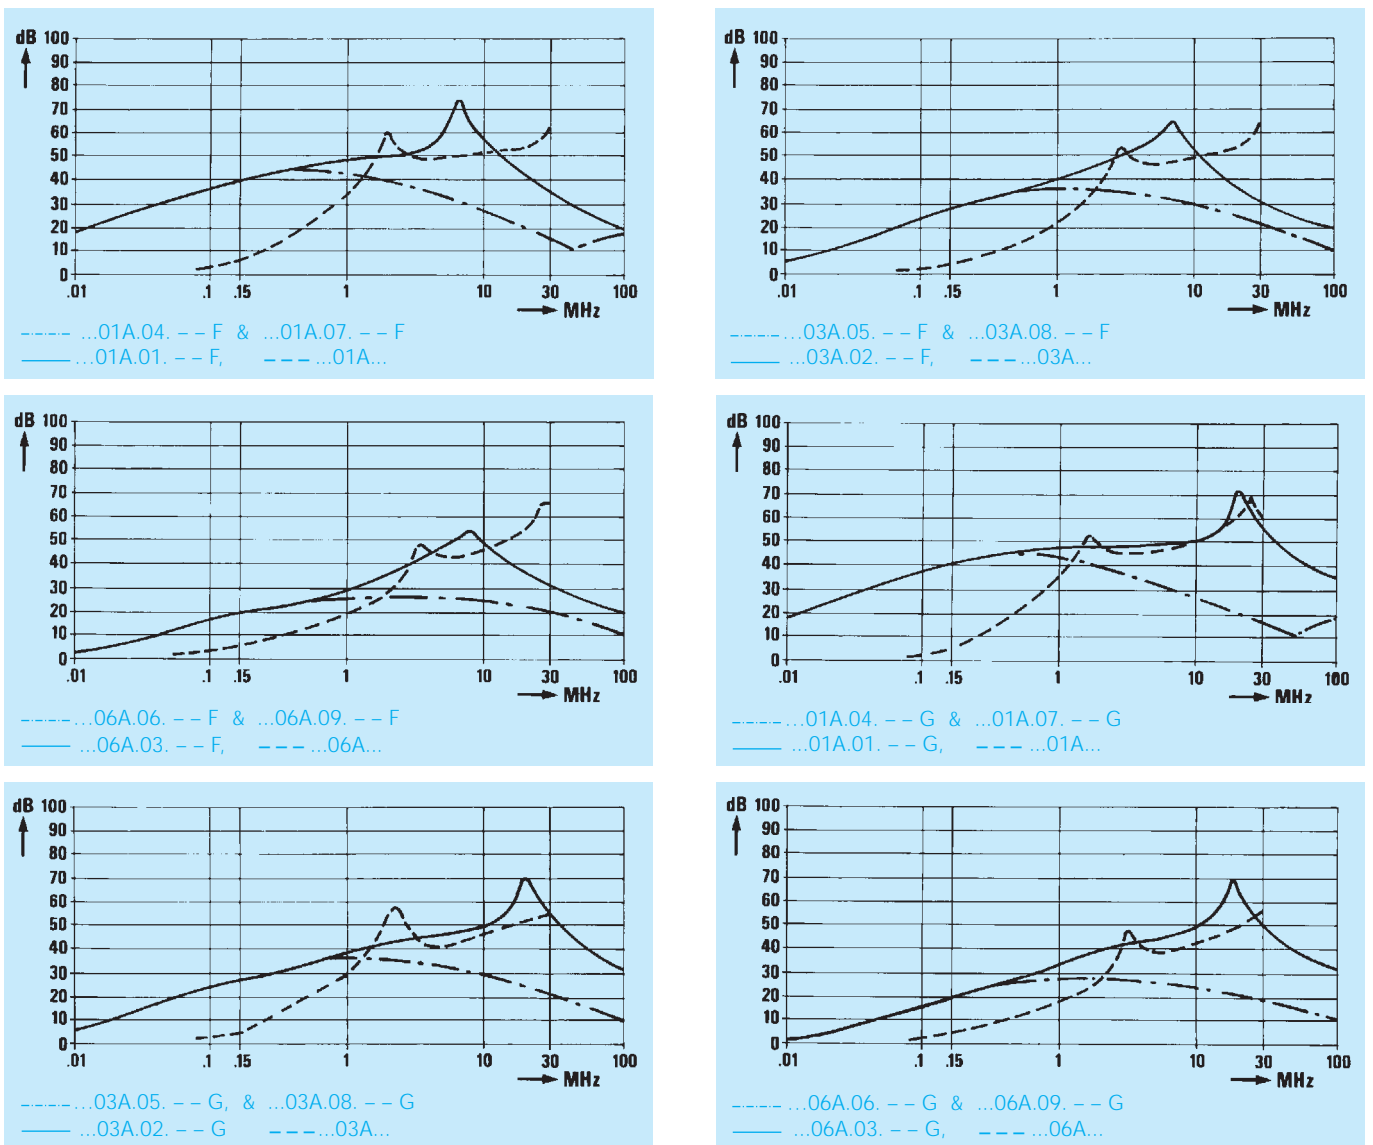 dB 100
90
80
70
60
50
40
30
20
10
0
.01 .1 .15 1 10 30 100
MHz
–·–·–·– ...01A.04. – – F & ...01A.07. – – F
—— ...01A.01. – – F, – – – ...01A...
dB 100
90
80
70
60
50
40
30
20
10
0
.01 .1 .15 1 10 30 100
MHz
–·–·–·– ...03A.05. – – F & ...03A.08. – – F
—— ...03A.02. – – F, – – – ...03A...
dB 100
90
80
70
60
50
40
30
20
10
0
.01 .1 .15 1 10 30 100
MHz
–·–·–·– ...06A.06. – – F & ...06A.09. – – F
—— ...06A.03. – – F, – – – ...06A...
dB 100
90
80
70
60
50
40
30
20
10
0
.01 .1 .15 1 10 30 100
MHz
–·–·–·– ...01A.04. – – G & ...01A.07. – – G
—— ...01A.01. – – G, – – – ...01A...
dB 100
90
80
70
60
50
40
30
20
10
0
.01 .1 .15 1 10 30 100
MHz
–·–·–·– ...03A.05. – – G, & ...03A.08. – – G
—— ...03A.02. – – G – – – ...03A...
dB 100
90
80
70
60
50
40
30
20
10
0
.01 .1 .15 1 10 30 100
MHz
–·–·–·– ...06A.06. – – G & ...06A.09. – – G
—— ...06A.03. – – G, – – – ...06A...